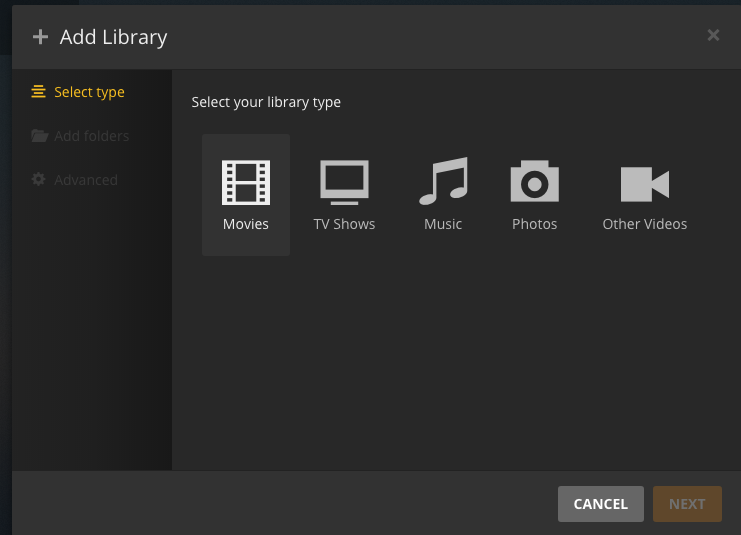 Add Library
Select type
Add folders
Advanced
Select your library type
Movies
TV Shows
Music
Photos
Other Videos
CANCEL
NEXT